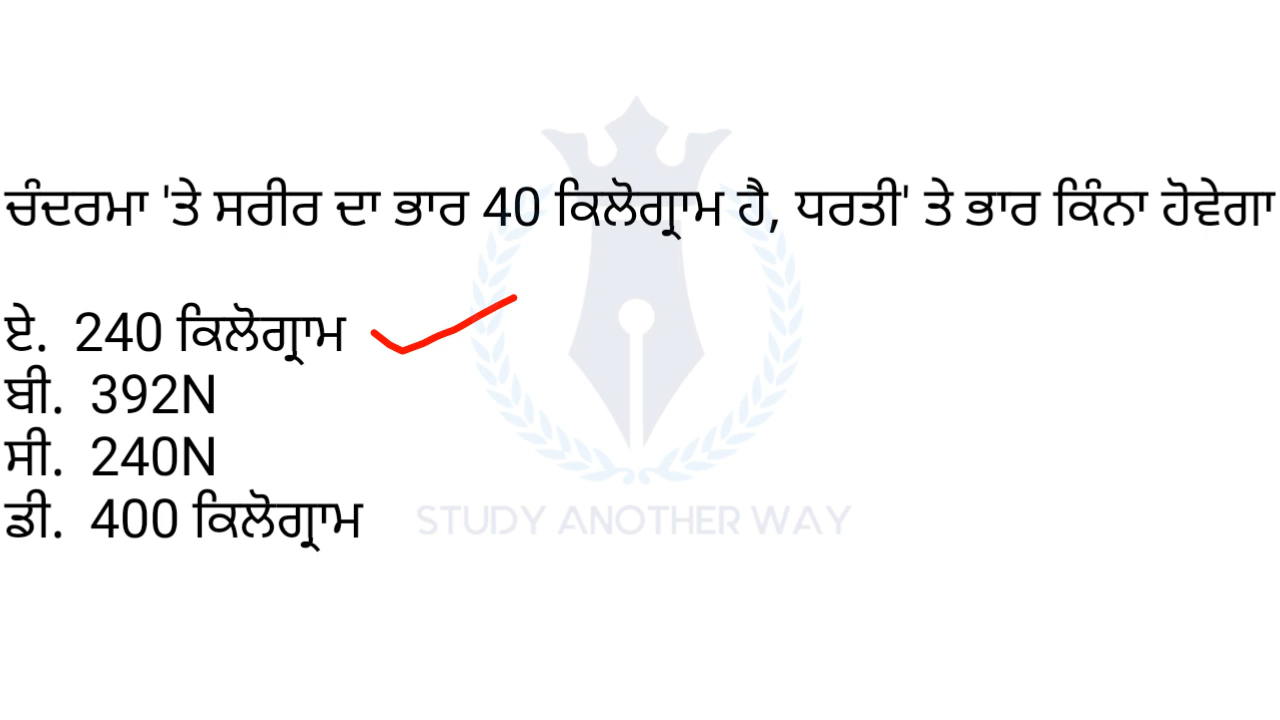 ਚੰਦਰਮਾ 'ਤੇ ਸਰੀਰ ਦਾ ਭਾਰ 40 ਕਿਲੋਗ੍ਰਾਮ ਹੈ, ਧਰਤੀ' ਤੇ ਭਾਰ ਕਿੰਨਾ ਹੋਵੇਗਾ
ਏ. 240 ਕਿਲੋਗ੍ਰਾਮ
ਬੀ. 392N
ਸੀ. 240N
ਡੀ. 400 ਕਿਲੋਗ੍ਰਾਮ
STUDY ANOTHER WAY